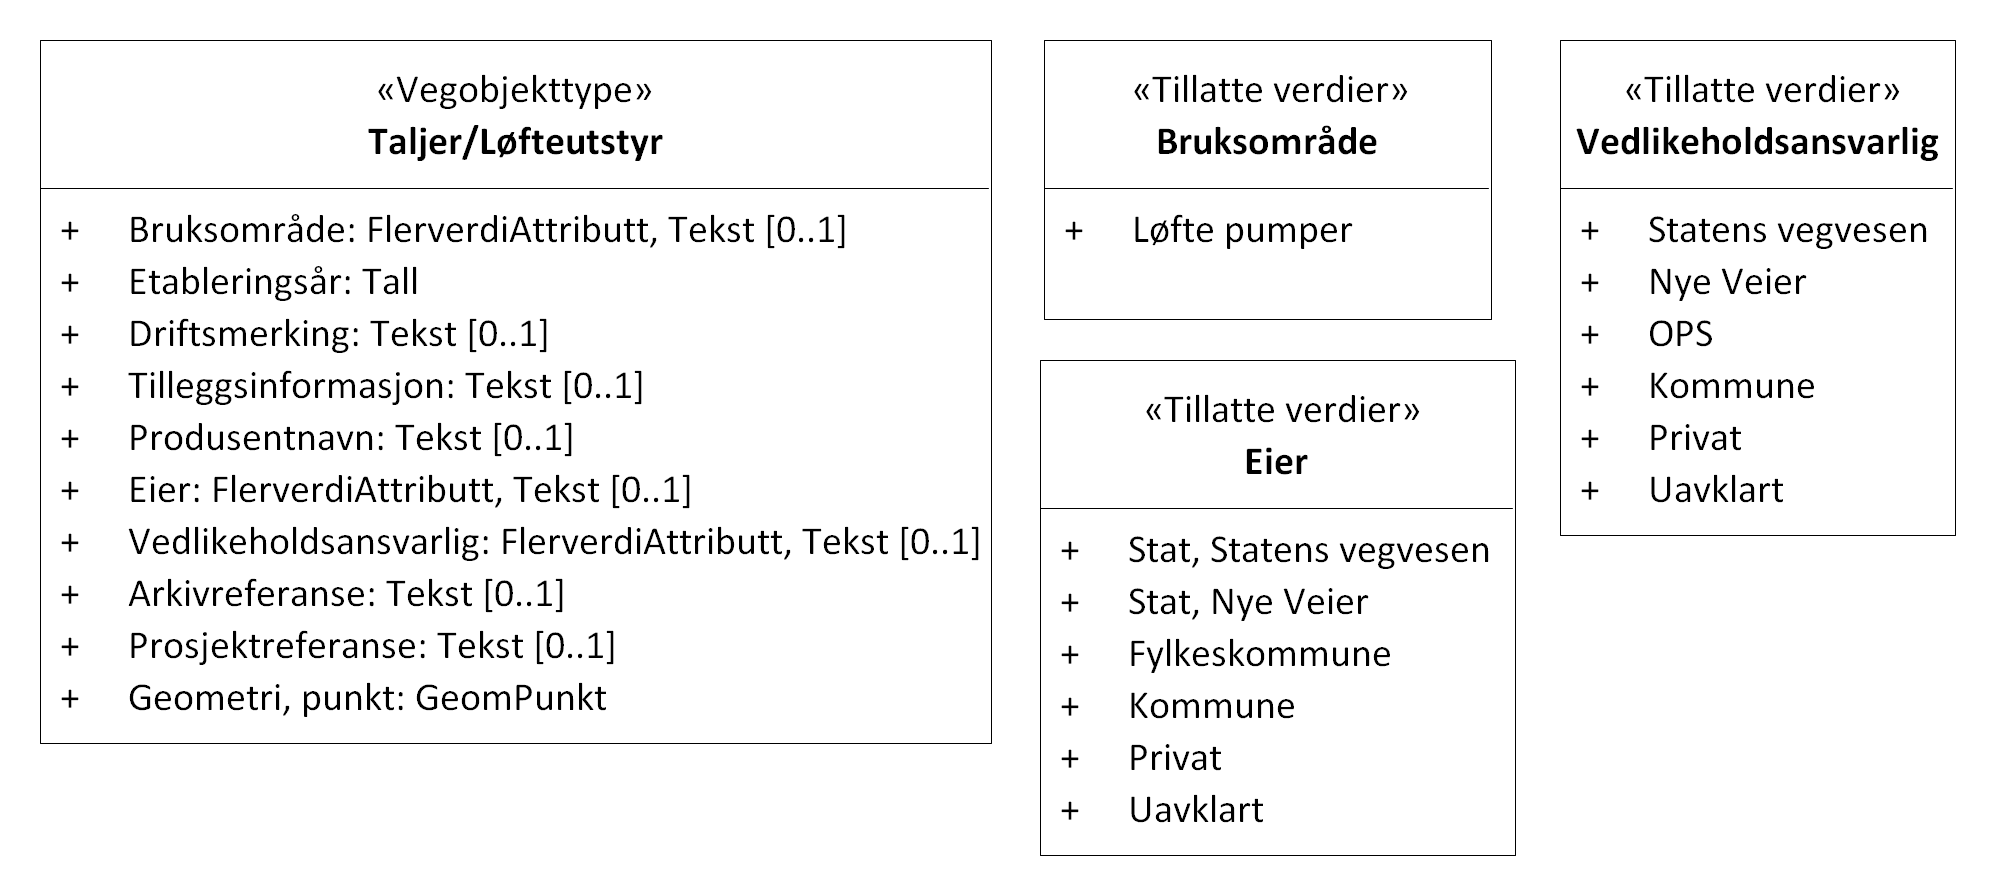 «Vegobjekttype»
Taljer/Løfteutstyr
+ Bruksområde: FlerverdiAttributt, Tekst [0..1]
+ Etableringsår: Tall
+ Driftsmerking: Tekst [0..1]
+ Tilleggsinformasjon: Tekst [0..1]
+ Produsentnavn: Tekst [0..1]
+ Eier: FlerverdiAttributt, Tekst [0..1]
+ Vedlikeholdsansvarlig: FlerverdiAttributt, Tekst [0..1]
+ Arkivreferanse: Tekst [0..1]
+ Prosjektreferanse: Tekst [0..1]
+ Geometri, punkt: GeomPunkt
«Tillatte verdier»
Bruksområde
+ Løfte pumper
«Tillatte verdier»
Eier
+ Stat, Statens vegvesen
+ Stat, Nye Veier
+ Fylkeskommune
+ Kommune
+ Privat
+ Uavklart
«Tillatte verdier»
Vedlikeholdsansvarlig
+ Statens vegvesen
+ Nye Veier
+ OPS
+ Kommune
+ Privat
+ Uavklart